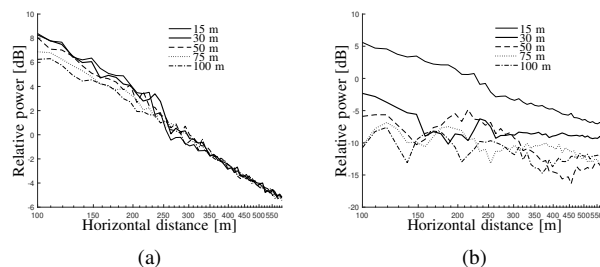 10
8
6
4
2
0
-2
-4
-6
Relative power [dB]
15 m
30 m
50 m
75 m
100 m
100 150 200 250 300 350 400 450 500 550
Horizontal distance [m]
(a)
10
5
0
-5
-10
-15
-20
Relative power [dB]
15 m
30 m
50 m
75 m
100 m
100 150 200 250 300 350 400 450 500 550
Horizontal distance [m]
(b)